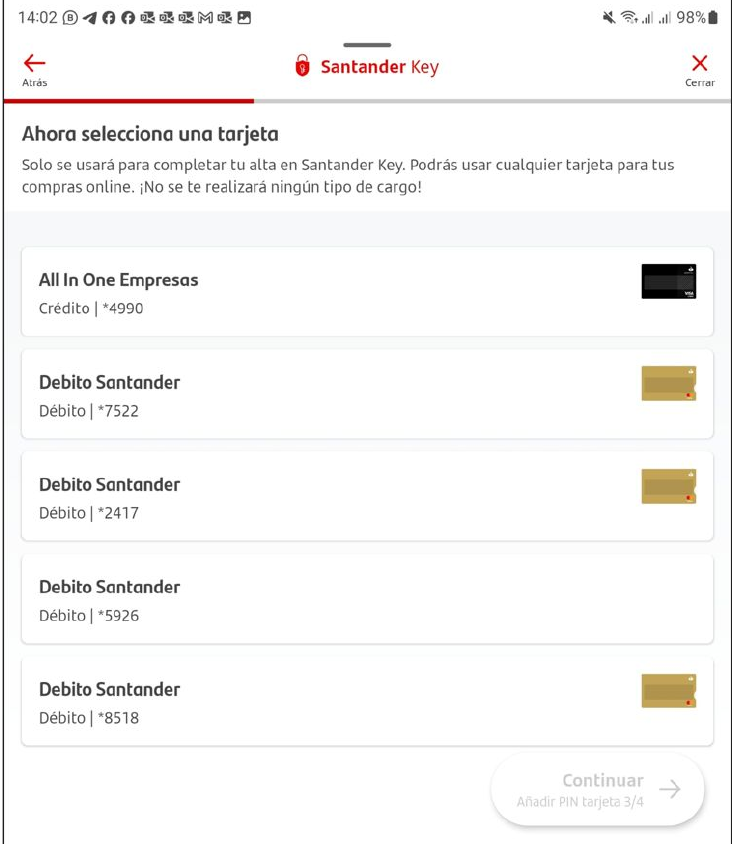 14:02 98%
Santander Key
Atrás
Cerrar
Ahora selecciona una tarjeta
Solo se usará para completar tu alta en Santander Key. Podrás usar cualquier tarjeta para tus
compras online. ¡No se te realizará ningún tipo de cargo!
All In One Empresas
Crédito | *4990
Debito Santander
Débito | *7522
Debito Santander
Débito | *2417
Debito Santander
Débito | *5926
Debito Santander
Débito | *8518
Continuar
Añadir PIN tarjeta 3/4